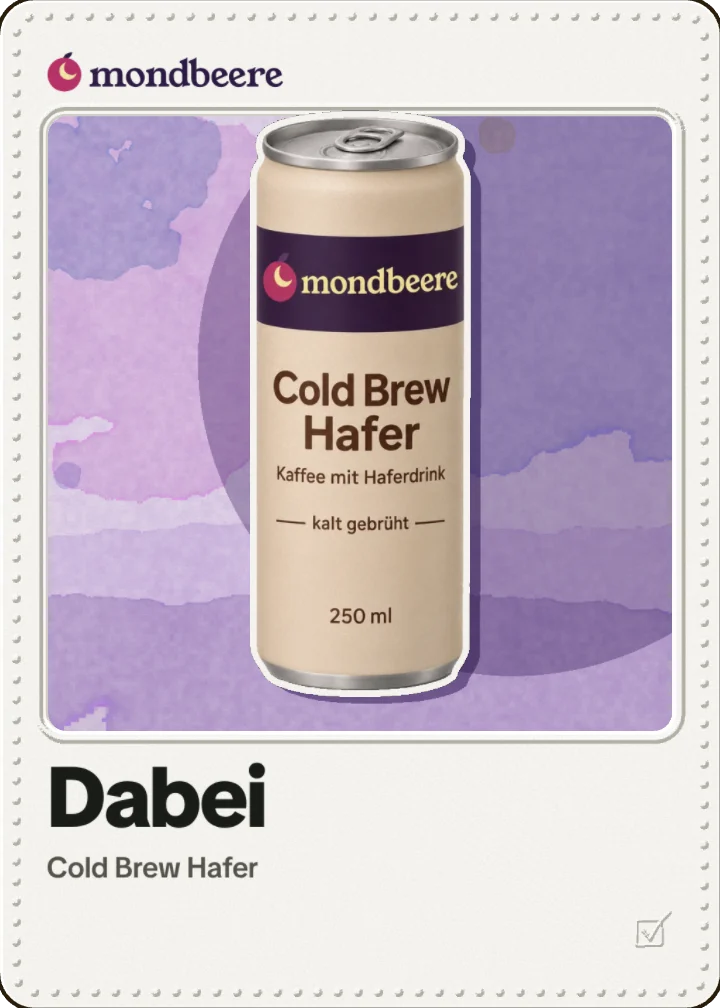 mondbeere
mondbeere
Cold Brew
Hafer
Kaffee mit Haferdrink
kalt gebrüht
250 ml
Dabei
Cold Brew Hafer